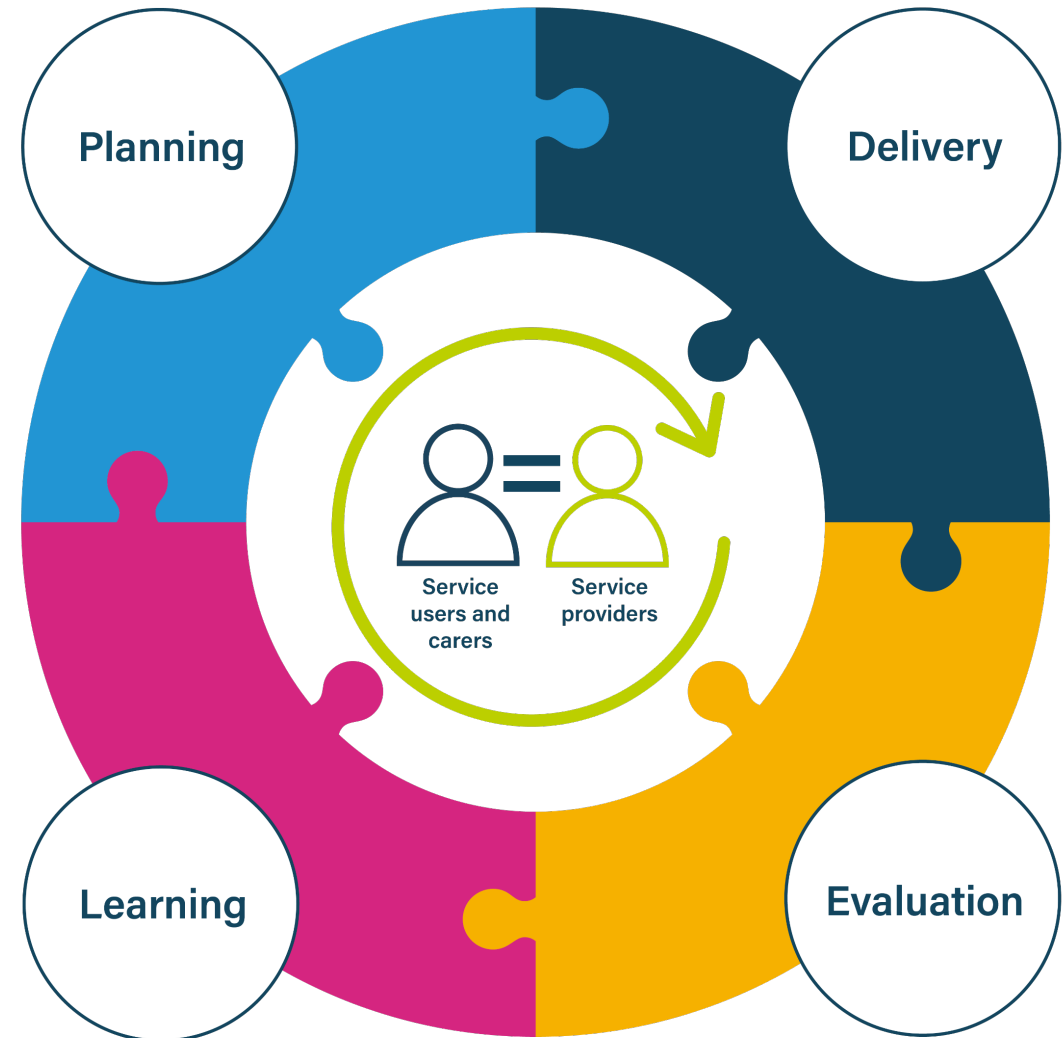 Planning
Delivery
Service
users and
carers
Service
providers
Learning
Evaluation